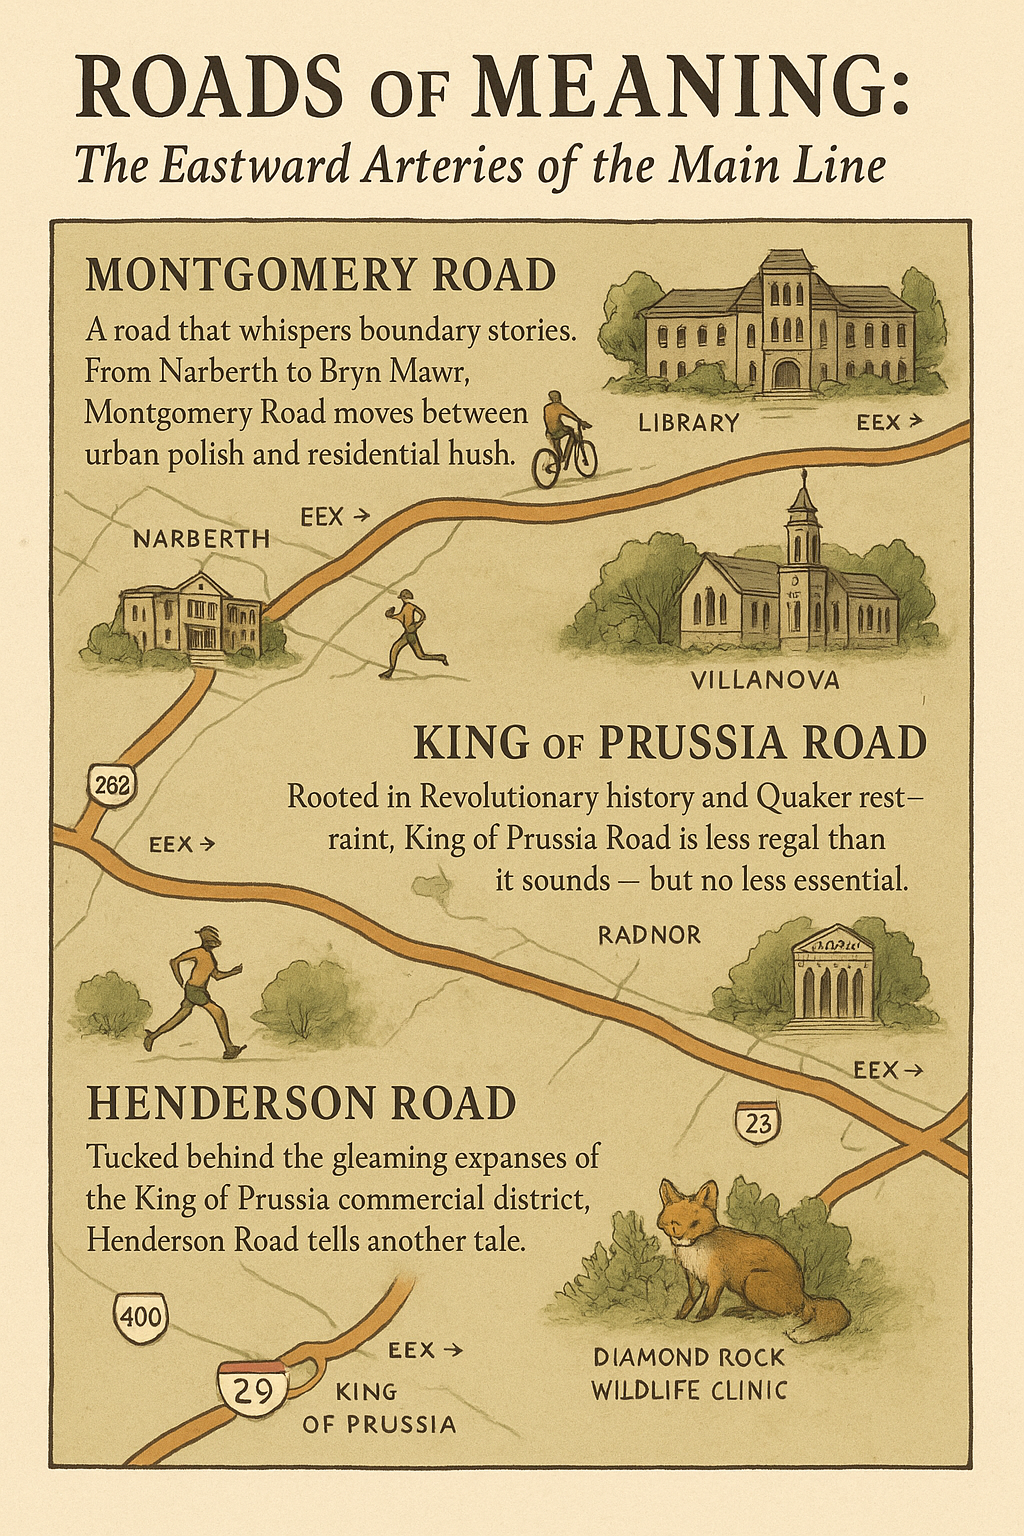 ROADS OF MEANING:
The Eastward Arteries of the Main Line
MONTGOMERY ROAD
A road that whispers boundary stories.
From Narberth to Bryn Mawr,
Montgomery Road moves between
urban polish and residential hush.
LIBRARY
EEX →
EEX →
NARBERTH
VILLANOVA
KING OF PRUSSIA ROAD
262
Rooted in Revolutionary history and Quaker rest–
raint, King of Prussia Road is less regal than
it sounds — but no less essential.
EEX →
RADNOR
EEX →
HENDERSON ROAD
23
Tucked behind the gleaming expanses of
the King of Prussia commercial district,
Henderson Road tells another tale.
400
EEX →
29
KING
OF PRUSSIA
DIAMOND ROCK
WILDLIFE CLINIC